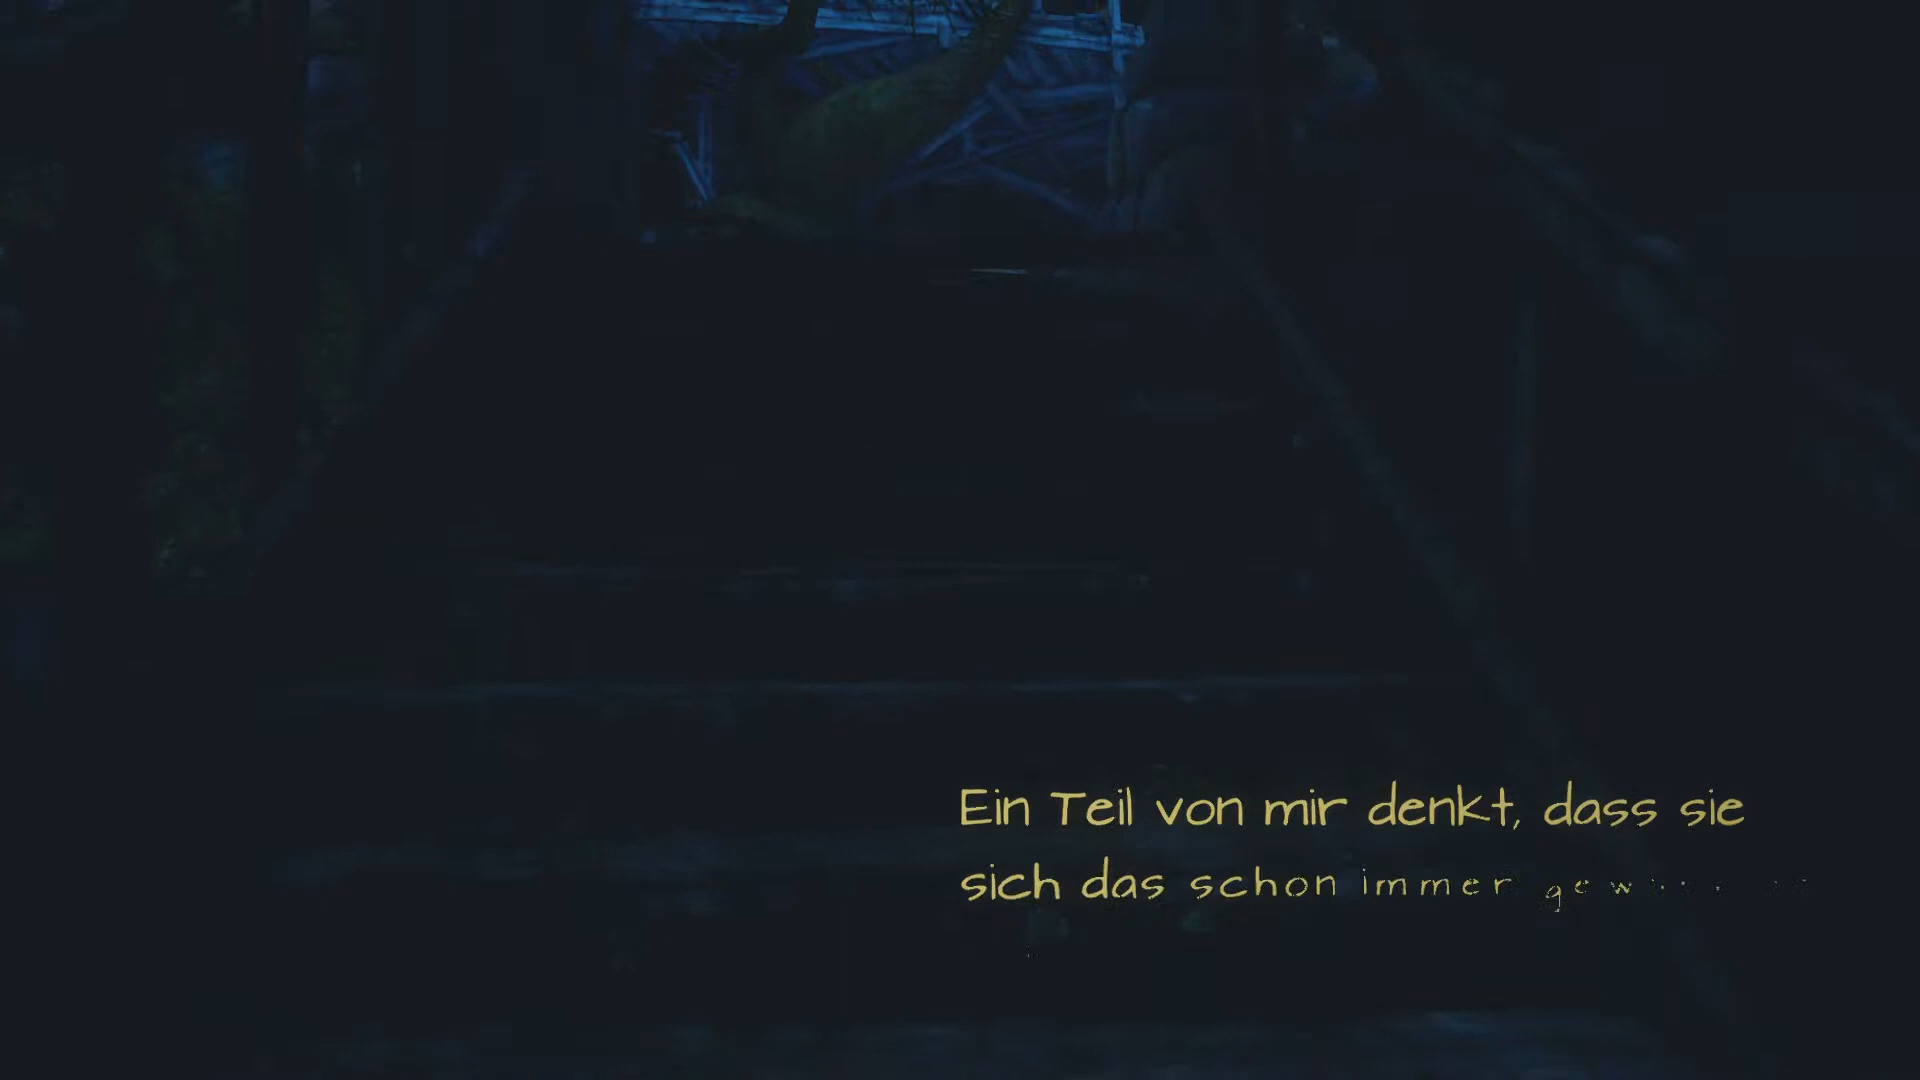 Ein Teil von mir denkt, dass sie
sich das schon immer